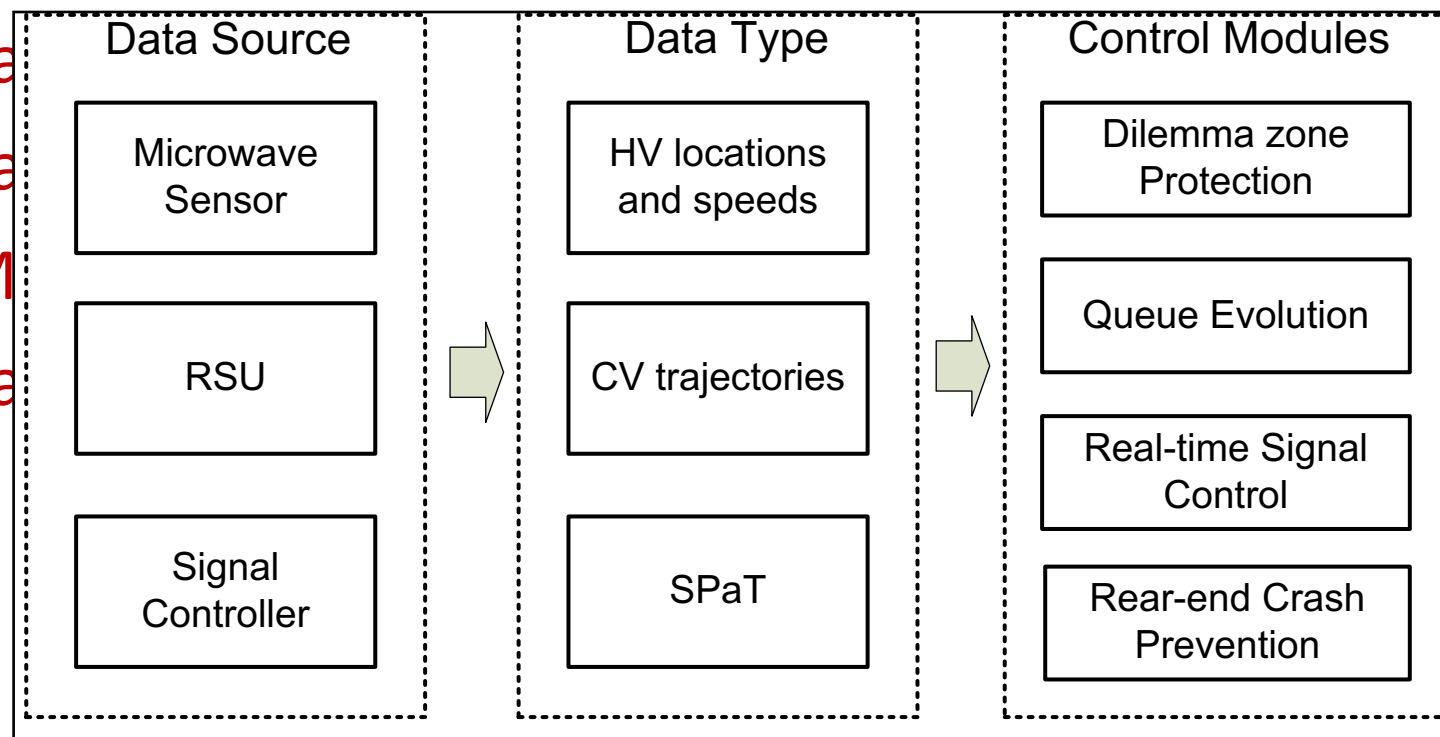 Data Source
Microwave
Sensor
RSU
Signal
Controller
Data Type
HV locations
and speeds
CV trajectories
SPaT
Control Modules
Dilemma zone
Protection
Queue Evolution
Real-time Signal
Control
Rear-end Crash
Prevention